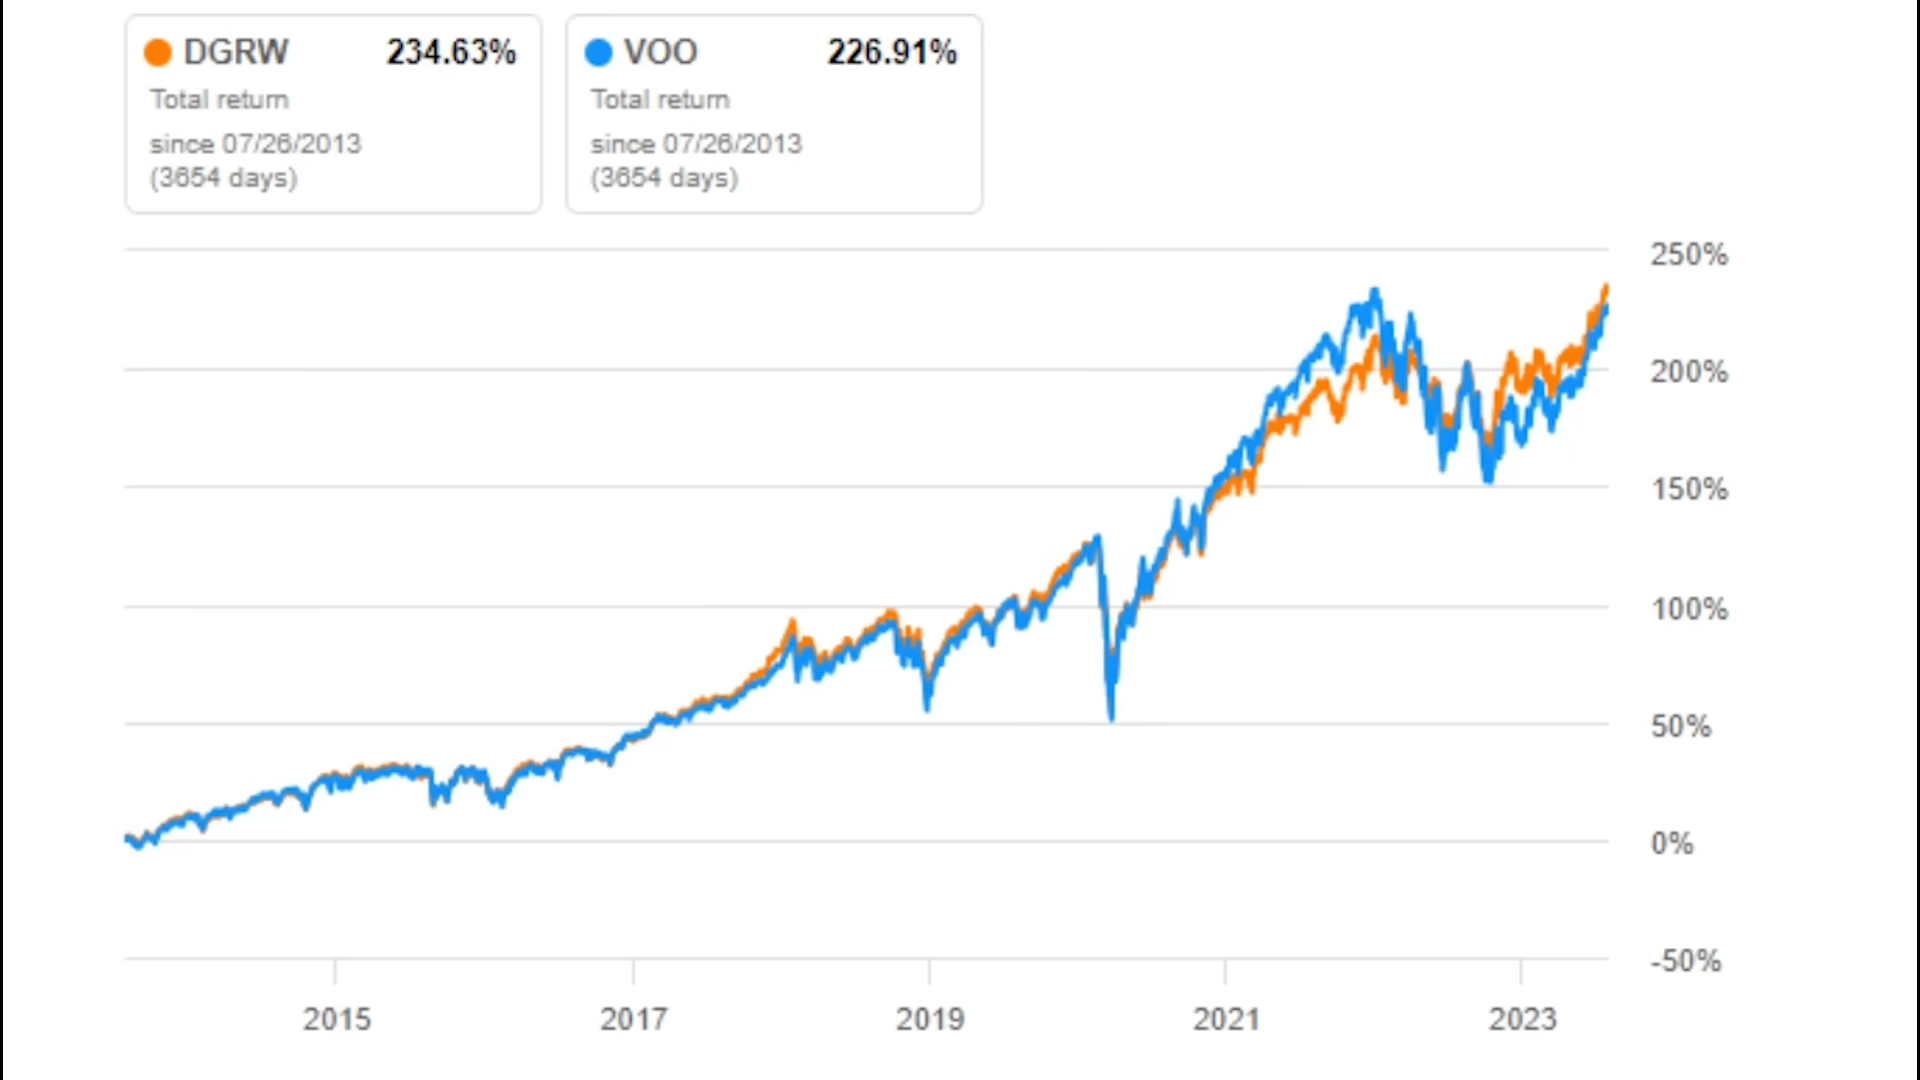 DGRW 234.63%
Total return
since 07/26/2013
(3654 days)
VOO 226.91%
Total return
since 07/26/2013
(3654 days)
250%
200%
150%
100%
50%
0%
-50%
2015 2017 2019 2021 2023